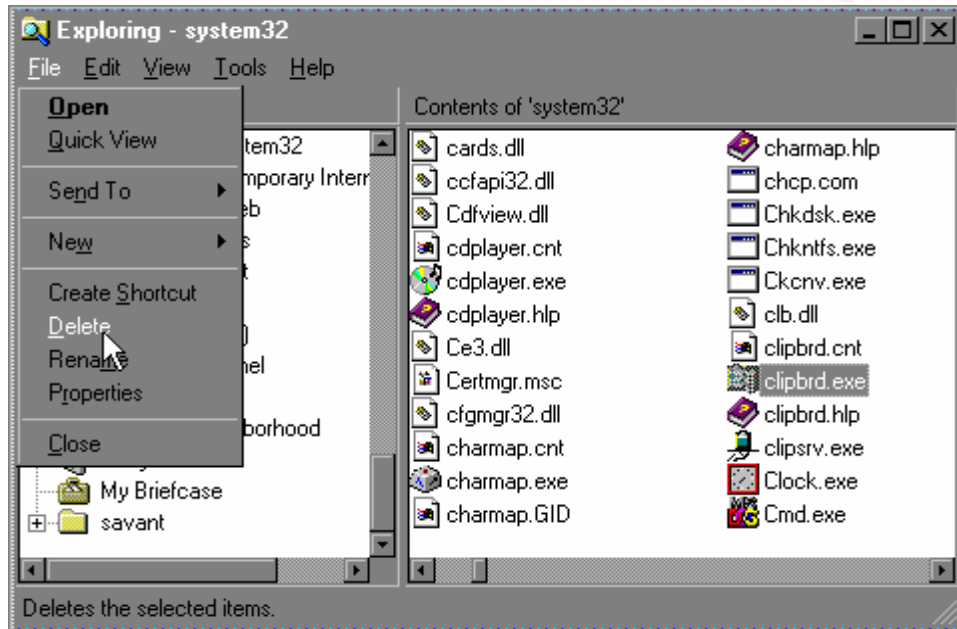 Exploring - system32
File Edit View Tools Help
Open
Quick View
Send To
New
Create Shortcut
Delete
Rename
Properties
Close
tem32
mporary Interr
eb
s
t
)
nel
borhood
My Briefcase
savant
Contents of 'system32'
cards.dll
ccfapi32.dll
Cdfview.dll
cdplayer.cnt
cdplayer.exe
cdplayer.hlp
Ce3.dll
Certmgr.msc
cfgmgr32.dll
charmap.cnt
charmap.exe
charmap.GID
charmap.hlp
chcp.com
Chkdsk.exe
Chkntfs.exe
Ckcnv.exe
clb.dll
clipbrd.cnt
clipbrd.exe
clipbrd.hlp
clipsrv.exe
Clock.exe
Cmd.exe
Deletes the selected items.